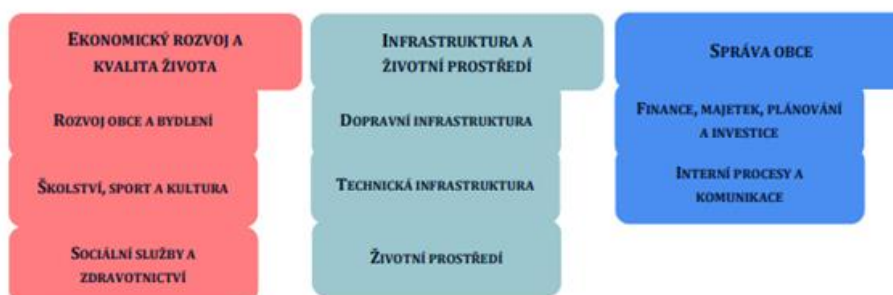 EKONOMICKÝ ROZVOJ A
KVALITA ŽIVOTA
ROZVOJ OBCE A BYDLENÍ
ŠKOLSTVÍ, SPORT A KULTURA
SOCIÁLNÍ SLUŽBY A
ZDRAVOTNICTVÍ
INFRASTRUKTURA A
ŽIVOTNÍ PROSTŘEDÍ
DOPRAVNÍ INFRASTRUKTURA
TECHNICKÁ INFRASTRUKTURA
ŽIVOTNÍ PROSTŘEDÍ
SPRÁVA OBCE
FINANCE, MAJETEK, PLÁNOVÁNÍ
A INVESTICE
INTERNÍ PROCESY A
KOMUNIKACE